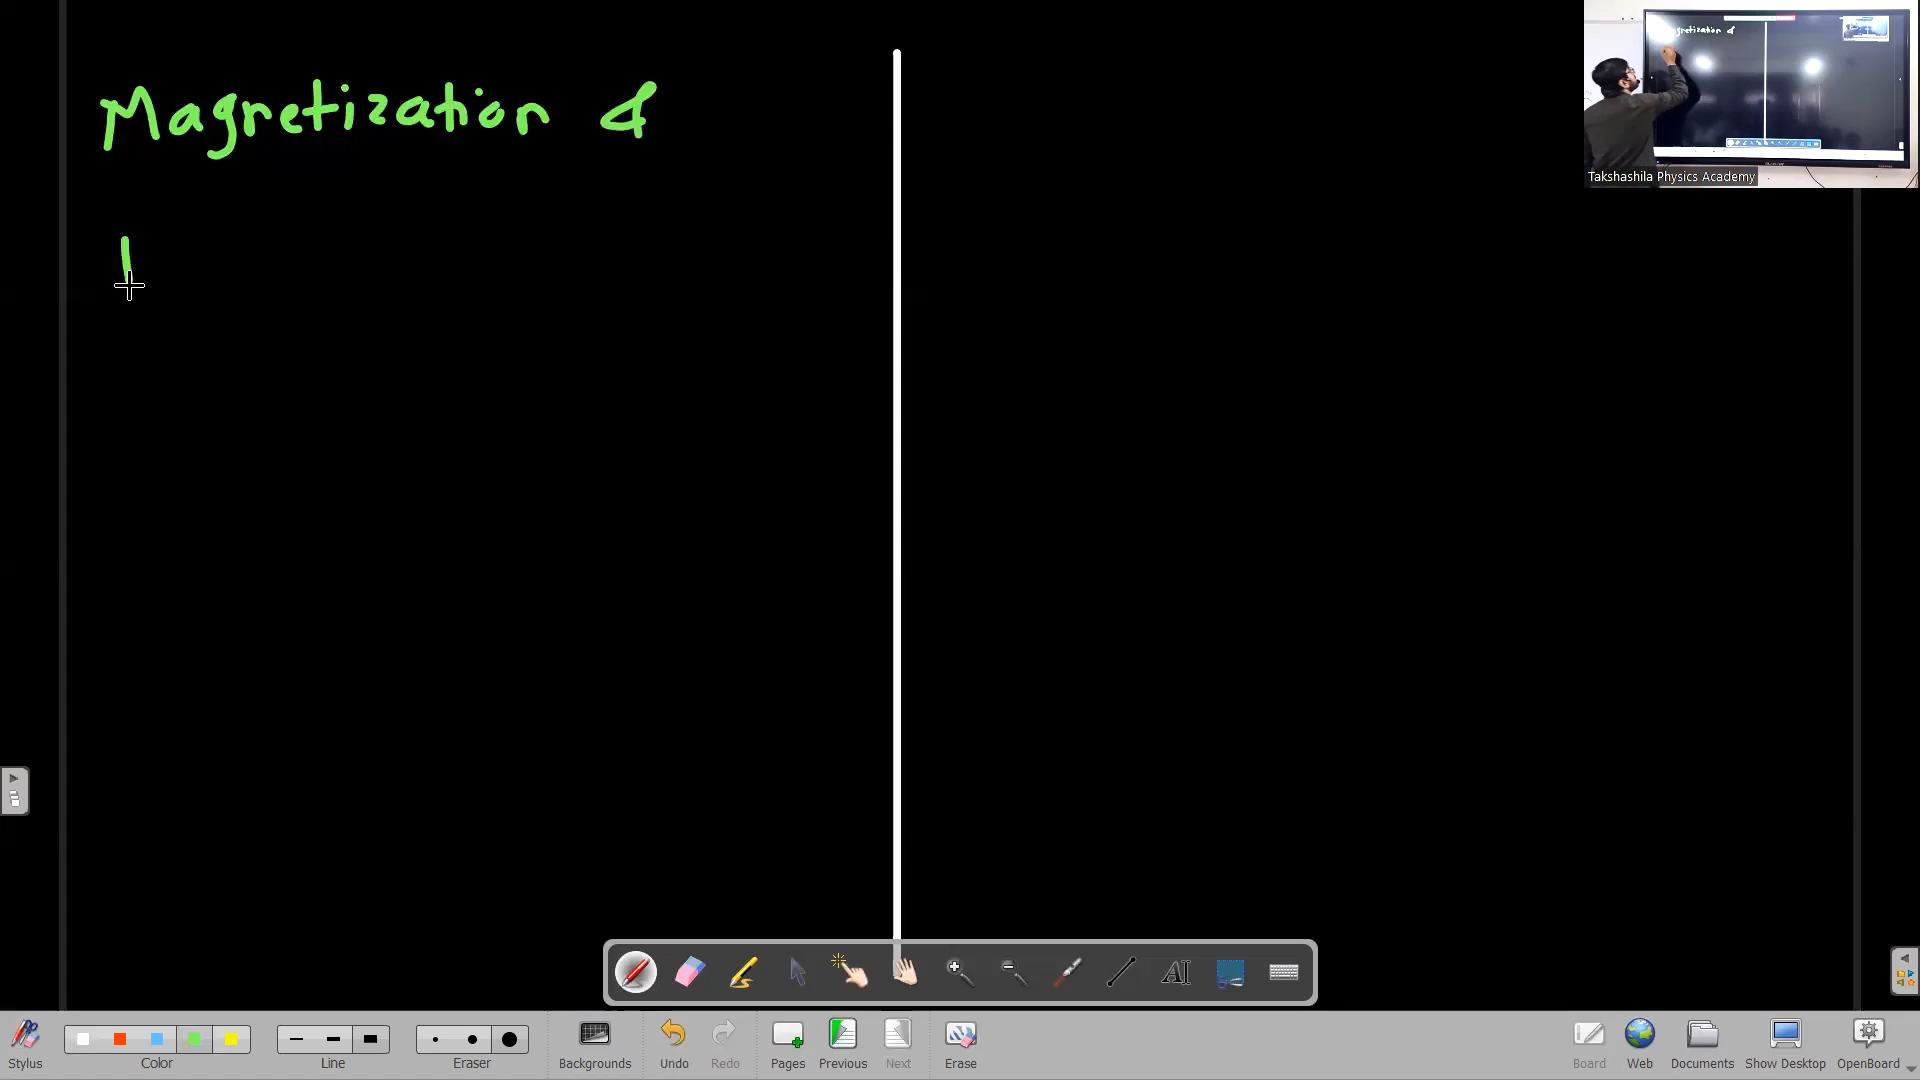 Magnetization &
Takshashila Physics Academy
AI
Stylus
Color
Line
Eraser
Backgrounds
Undo
Redo
Pages
Previous
Next
Erase
Board
Web
Documents
Show Desktop
OpenBoard